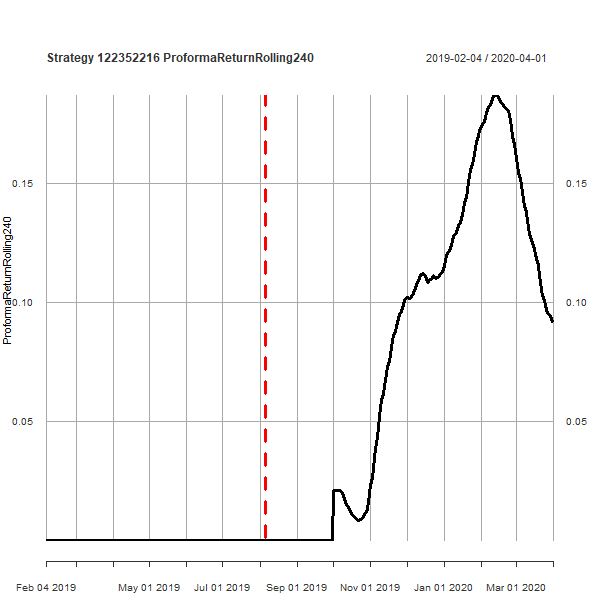 Strategy 122352216 ProformaReturnRolling240
2019-02-04 / 2020-04-01
ProformaReturnRolling240
0.15
0.15
0.10
0.10
0.05
0.05
Feb 04 2019
May 01 2019
Jul 01 2019
Sep 01 2019
Nov 01 2019
Jan 01 2020
Mar 01 2020